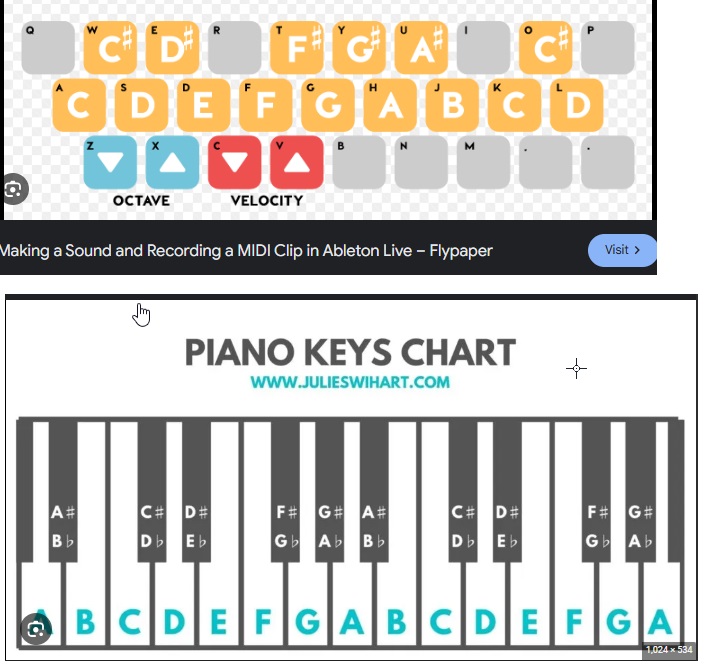 Q W E R T Y U I O P
C♯ D♯ F♯ G♯ A♯ C♯
A S D F G H J K L
C D E F G A B C D
Z X C V B N M , .
OCTAVE VELOCITY
Making a Sound and Recording a MIDI Clip in Ableton Live – Flypaper
Visit >
PIANO KEYS CHART
WWW.JULIESWIHART.COM
A♯ C♯ D♯ F♯ G♯ A♯ C♯ D♯ F♯ G♯
B♭ D♭ E♭ G♭ A♭ B♭ D♭ E♭ G♭ A♭
A B C D E F G A B C D E F G A
1,024 × 534